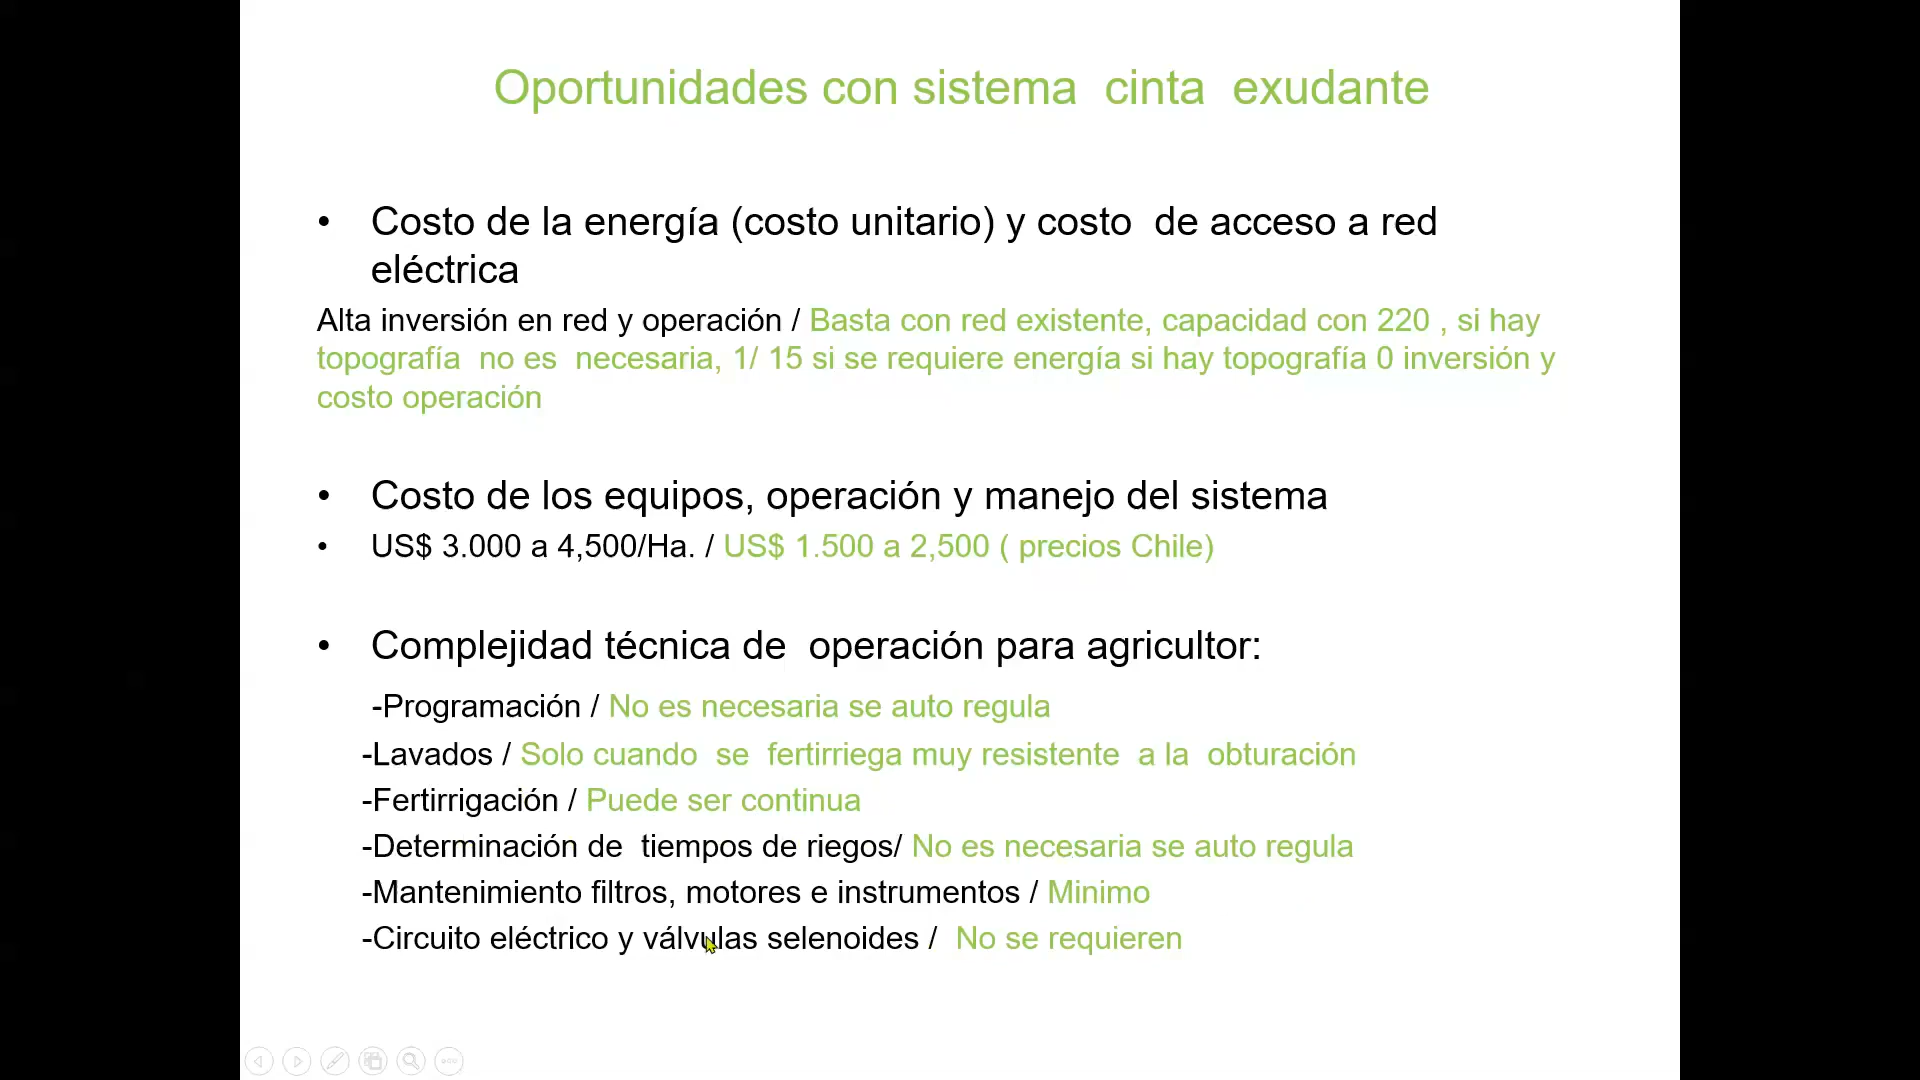 Oportunidades con sistema cinta exudante
• Costo de la energía (costo unitario) y costo de acceso a red
eléctrica
Alta inversión en red y operación / Basta con red existente, capacidad con 220 , si hay
topografía no es necesaria, 1/ 15 si se requiere energía si hay topografía 0 inversión y
costo operación
• Costo de los equipos, operación y manejo del sistema
• US$ 3.000 a 4,500/Ha. / US$ 1.500 a 2,500 ( precios Chile)
• Complejidad técnica de operación para agricultor:
-Programación / No es necesaria se auto regula
-Lavados / Solo cuando se fertirriega muy resistente a la obturación
-Fertirrigación / Puede ser continua
-Determinación de tiempos de riegos/ No es necesaria se auto regula
-Mantenimiento filtros, motores e instrumentos / Minimo
-Circuito eléctrico y válvulas selenoides / No se requieren